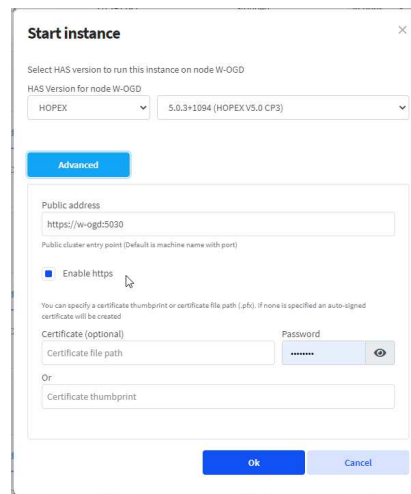 Start instance
Select HAS version to run this instance on node W-OGD
HAS Version for node W-OGD
HOPEX 5.0.3+1094 (HOPEX V5.0 CP3)
Advanced
Public address
https://w-ogd:5030
Public cluster entry point (Default is machine name with port)
Enable https
You can specify a certificate thumbprint or certificate file path (.pfx). If none is specified an auto-signed
certificate will be created
Certificate (optional) Password
Certificate file path ••••••••
Or
Certificate thumbprint
Ok Cancel